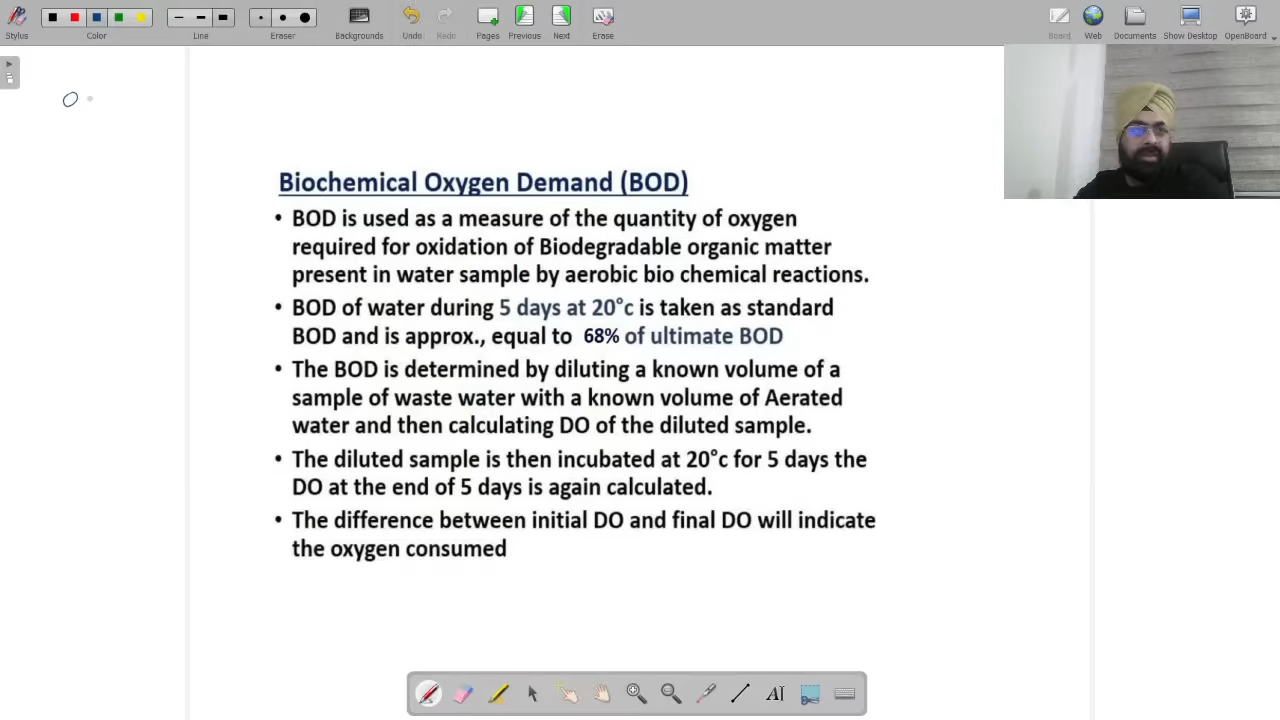 Stylus
Color
Line
Eraser
Backgrounds
Undo
Redo
Pages
Previous
Next
Erase
Board
Web
Documents
Show Desktop
OpenBoard
Biochemical Oxygen Demand (BOD)
• BOD is used as a measure of the quantity of oxygen
required for oxidation of Biodegradable organic matter
present in water sample by aerobic bio chemical reactions.
• BOD of water during 5 days at 20°c is taken as standard
BOD and is approx., equal to 68% of ultimate BOD
• The BOD is determined by diluting a known volume of a
sample of waste water with a known volume of Aerated
water and then calculating DO of the diluted sample.
• The diluted sample is then incubated at 20°c for 5 days the
DO at the end of 5 days is again calculated.
• The difference between initial DO and final DO will indicate
the oxygen consumed